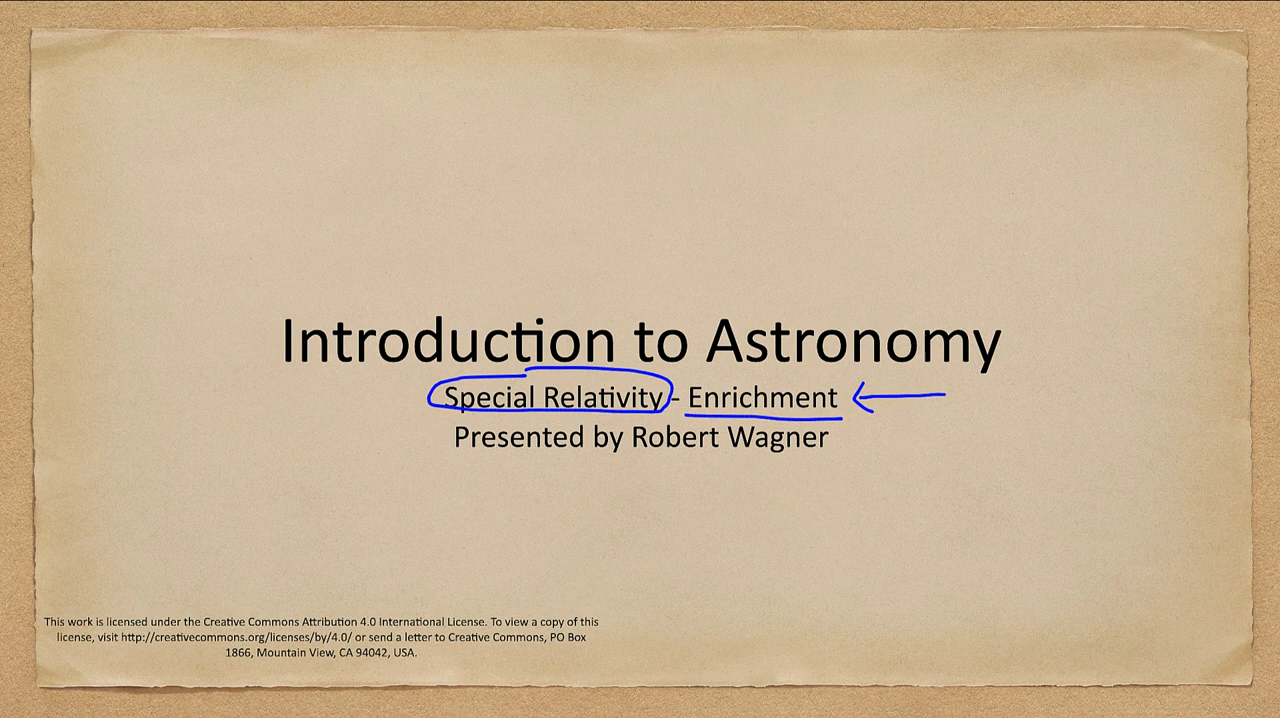 Introduction to Astronomy
Special Relativity - Enrichment
Presented by Robert Wagner
This work is licensed under the Creative Commons Attribution 4.0 International License. To view a copy of this
license, visit http://creativecommons.org/licenses/by/4.0/ or send a letter to Creative Commons, PO Box
1866, Mountain View, CA 94042, USA.